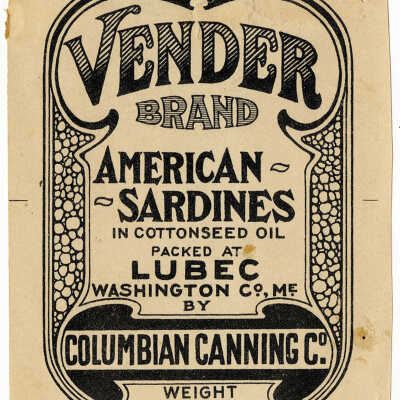 VENDER
BRAND
AMERICAN ~
~ SARDINES
IN COTTONSEED OIL
PACKED AT
LUBEC
WASHINGTON Co, ME
BY
COLUMBIAN CANNING Co
WEIGHT